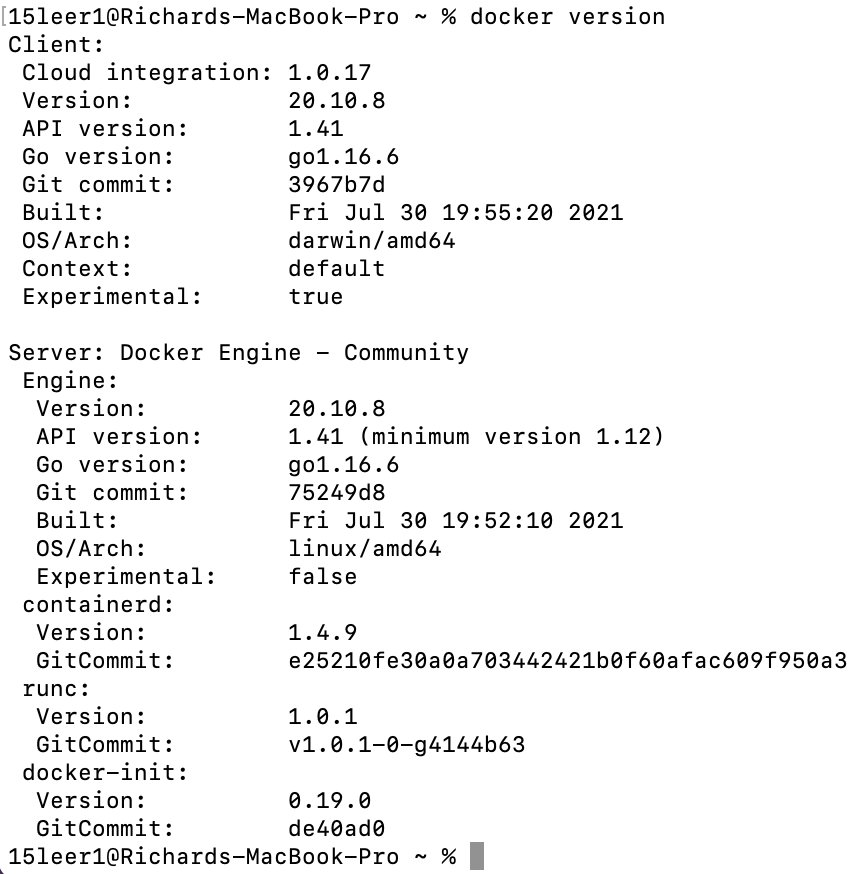 [15leer1@Richards-MacBook-Pro ~ % docker version
Client:
 Cloud integration: 1.0.17
 Version:           20.10.8
 API version:       1.41
 Go version:        go1.16.6
 Git commit:        3967b7d
 Built:             Fri Jul 30 19:55:20 2021
 OS/Arch:           darwin/amd64
 Context:           default
 Experimental:      true

Server: Docker Engine - Community
 Engine:
  Version:          20.10.8
  API version:      1.41 (minimum version 1.12)
  Go version:       go1.16.6
  Git commit:       75249d8
  Built:            Fri Jul 30 19:52:10 2021
  OS/Arch:          linux/amd64
  Experimental:     false
 containerd:
  Version:          1.4.9
  GitCommit:        e25210fe30a0a703442421b0f60afac609f950a3
 runc:
  Version:          1.0.1
  GitCommit:        v1.0.1-0-g4144b63
 docker-init:
  Version:          0.19.0
  GitCommit:        de40ad0
15leer1@Richards-MacBook-Pro ~ %